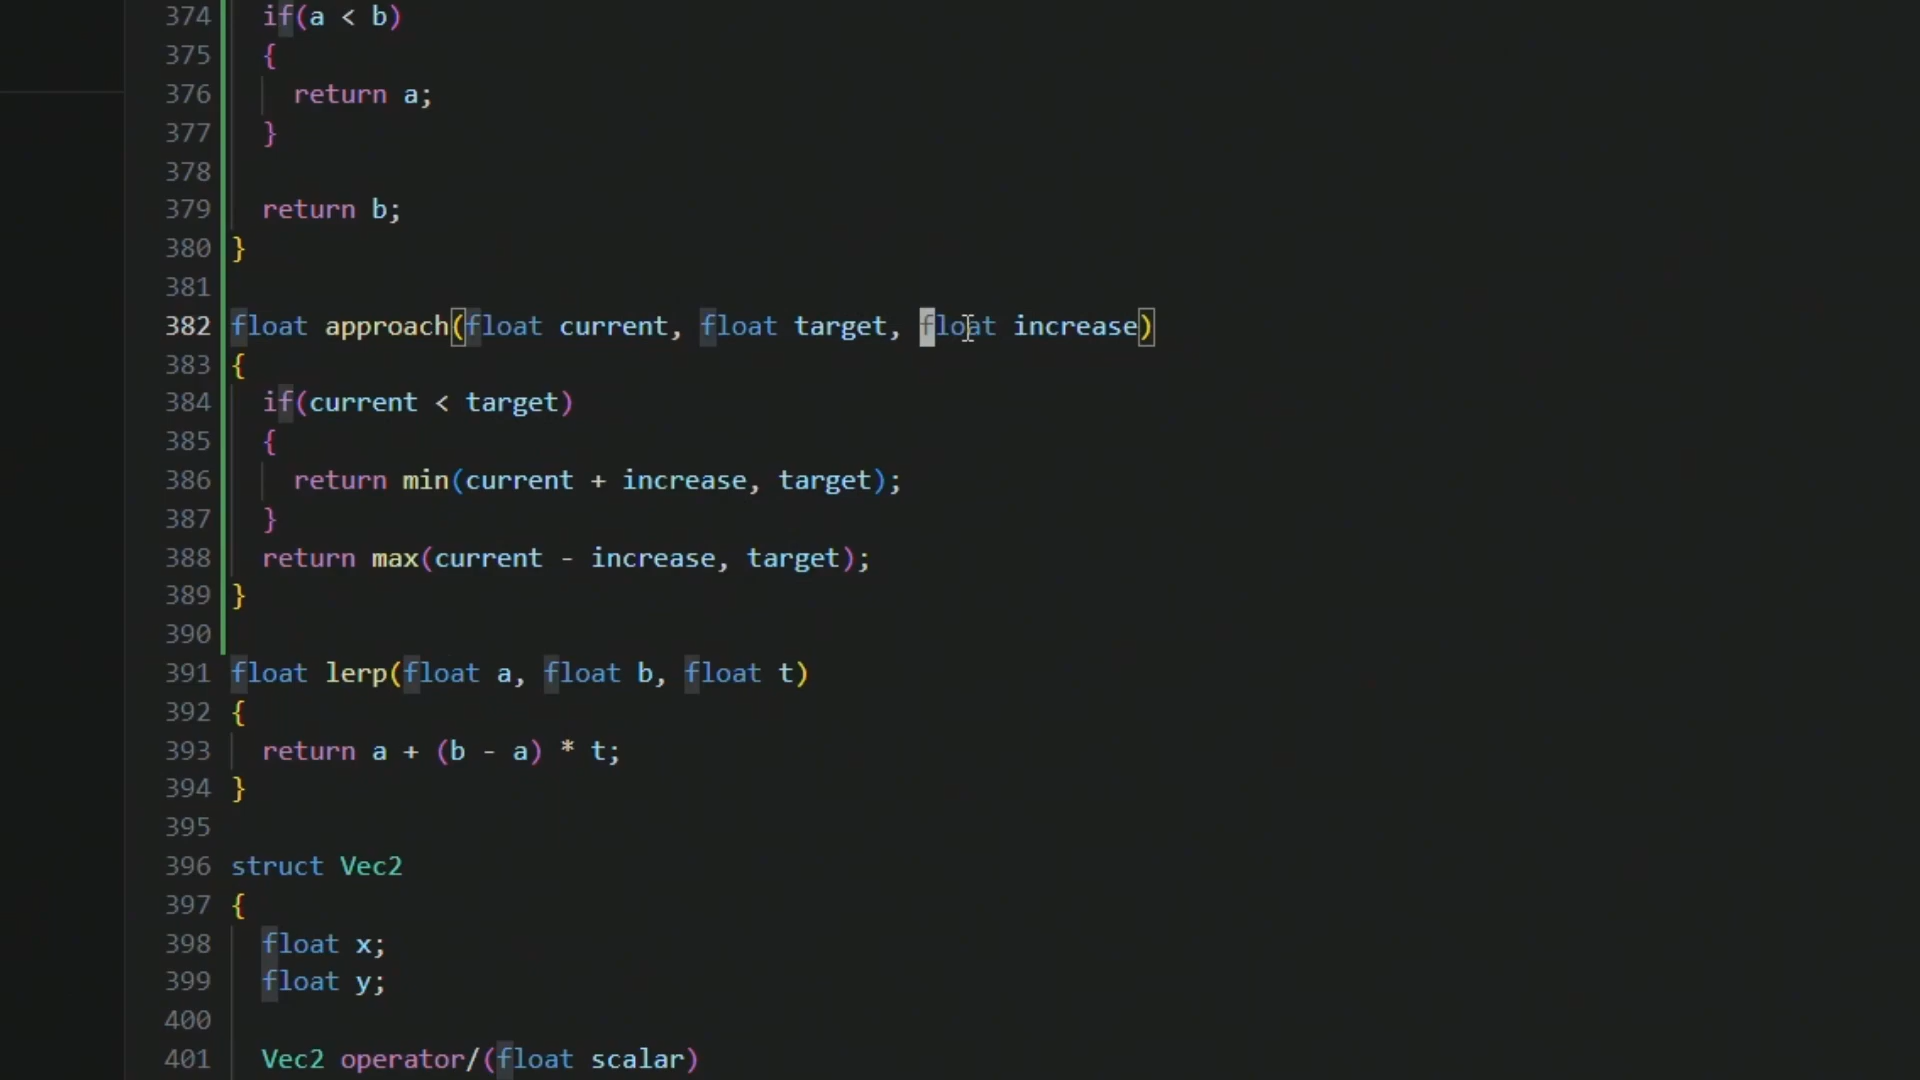 374 if(a < b)
375 {
376 return a;
377 }
378
379 return b;
380 }
381
382 float approach(float current, float target, float increase)
383 {
384 if(current < target)
385 {
386 return min(current + increase, target);
387 }
388 return max(current - increase, target);
389 }
390
391 float lerp(float a, float b, float t)
392 {
393 return a + (b - a) * t;
394 }
395
396 struct Vec2
397 {
398 float x;
399 float y;
400
401 Vec2 operator/(float scalar)